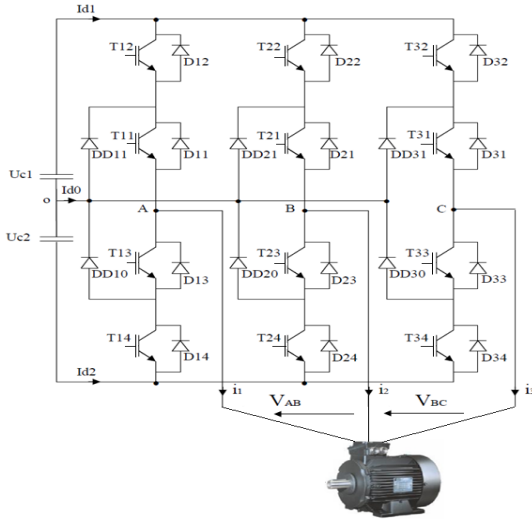 Id1
T12
D12
T22
D22
T32
D32
T11
DD11
D11
T21
DD21
D21
T31
DD31
D31
Uc1
o
Id0
A
B
C
Uc2
T13
DD10
D13
T23
DD20
D23
T33
DD30
D33
T14
D14
T24
D24
T34
D34
Id2
i1
VAB
i2
VBC